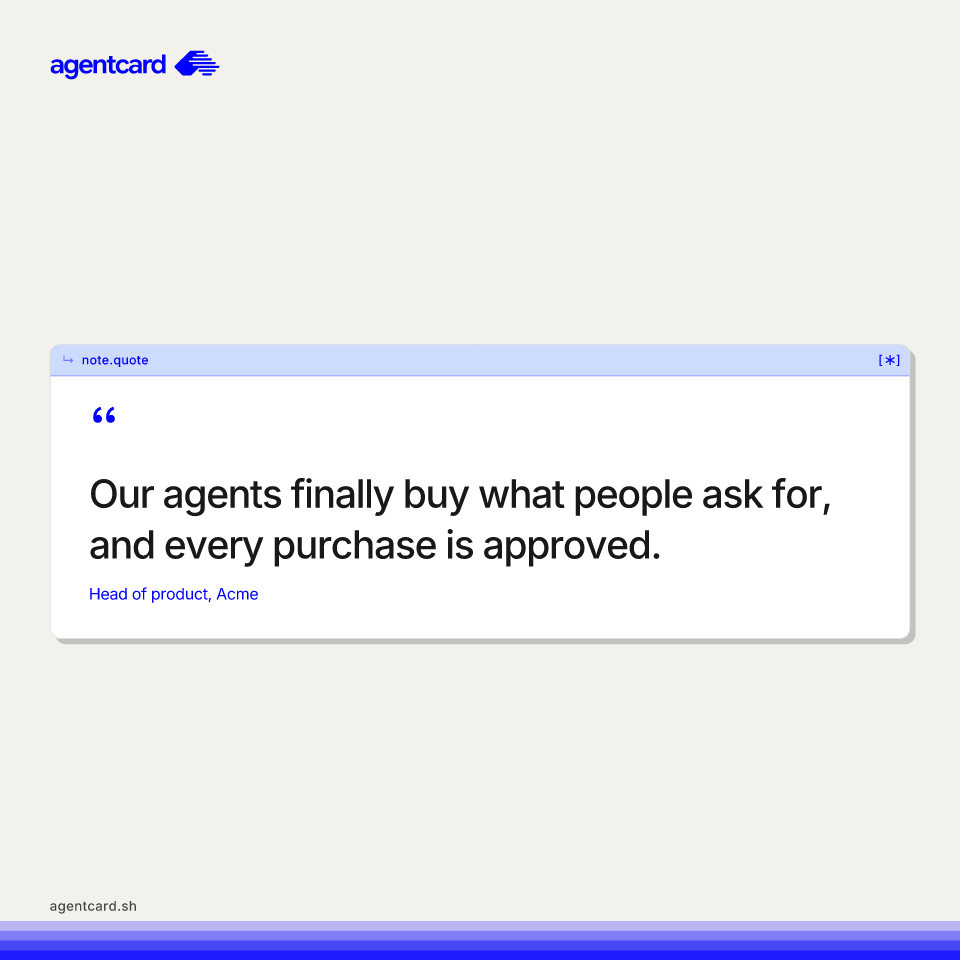 agentcard
↳ note.quote
[*]
“
Our agents finally buy what people ask for,
and every purchase is approved.
Head of product, Acme
agentcard.sh